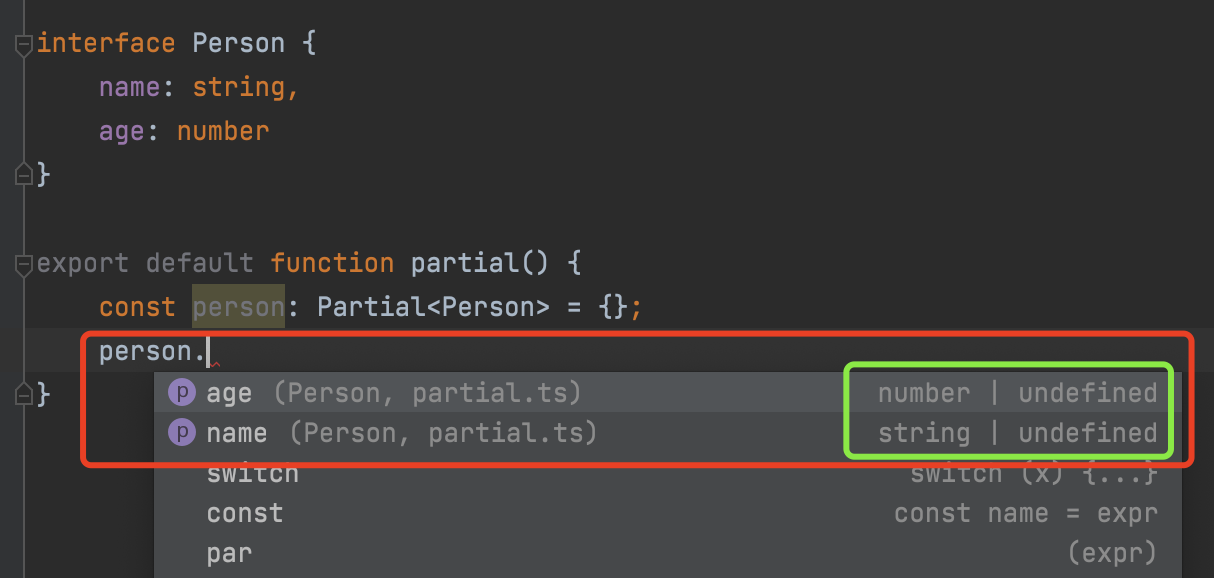 interface Person {
name: string,
age: number
}
export default function partial() {
const person: Partial<Person> = {};
person.
p age (Person, partial.ts) number | undefined
p name (Person, partial.ts) string | undefined
switch switch (x) {...}
const const name = expr
par (expr)
}